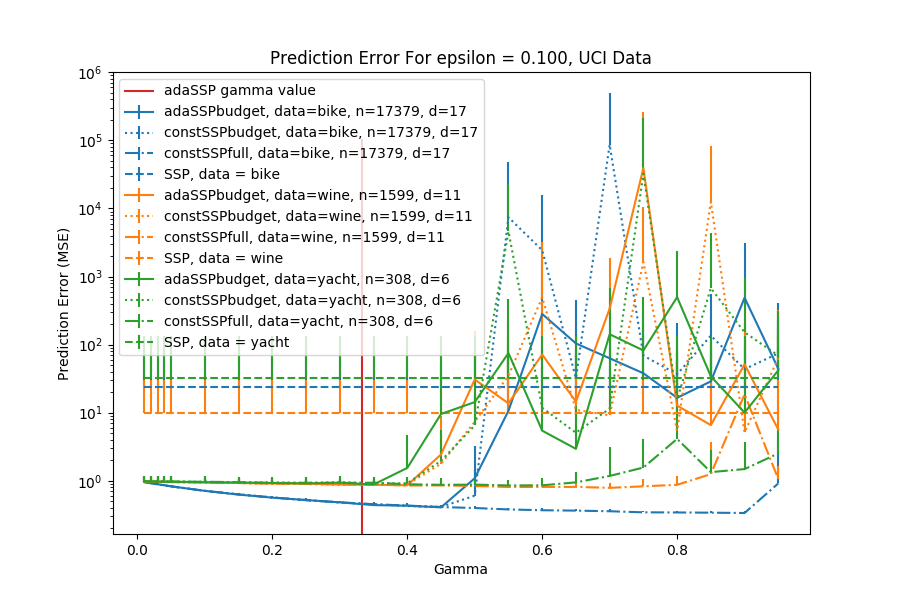 Prediction Error For epsilon = 0.100, UCI Data
Prediction Error (MSE)
10^6
10^5
10^4
10^3
10^2
10^1
10^0
adaSSP gamma value
adaSSPbudget, data=bike, n=17379, d=17
constSSPbudget, data=bike, n=17379, d=17
constSSPfull, data=bike, n=17379, d=17
SSP, data = bike
adaSSPbudget, data=wine, n=1599, d=11
constSSPbudget, data=wine, n=1599, d=11
constSSPfull, data=wine, n=1599, d=11
SSP, data = wine
adaSSPbudget, data=yacht, n=308, d=6
constSSPbudget, data=yacht, n=308, d=6
constSSPfull, data=yacht, n=308, d=6
SSP, data = yacht
0.0 0.2 0.4 0.6 0.8
Gamma